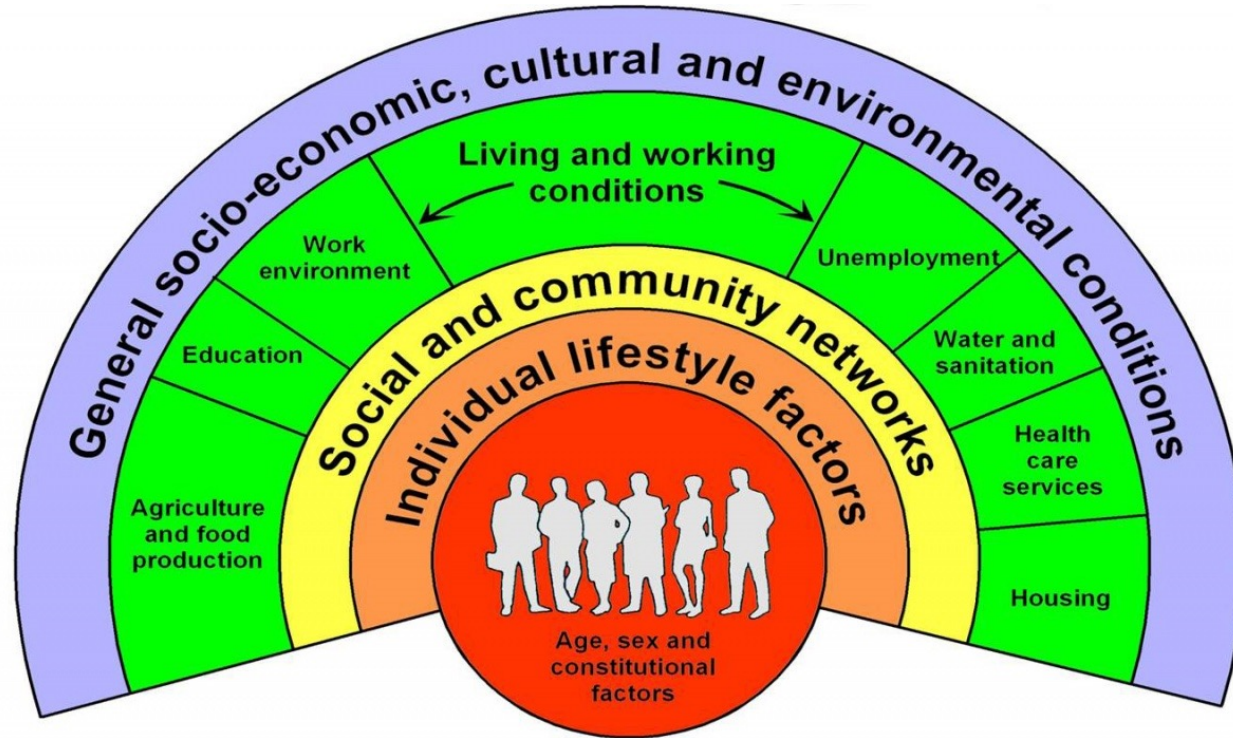 General socio-economic, cultural and environmental conditions
Living and working
conditions
Work
environment
Unemployment
Education
Water and
sanitation
Agriculture
and food
production
Health
care
services
Housing
Social and community networks
Individual lifestyle factors
Age, sex and
constitutional
factors